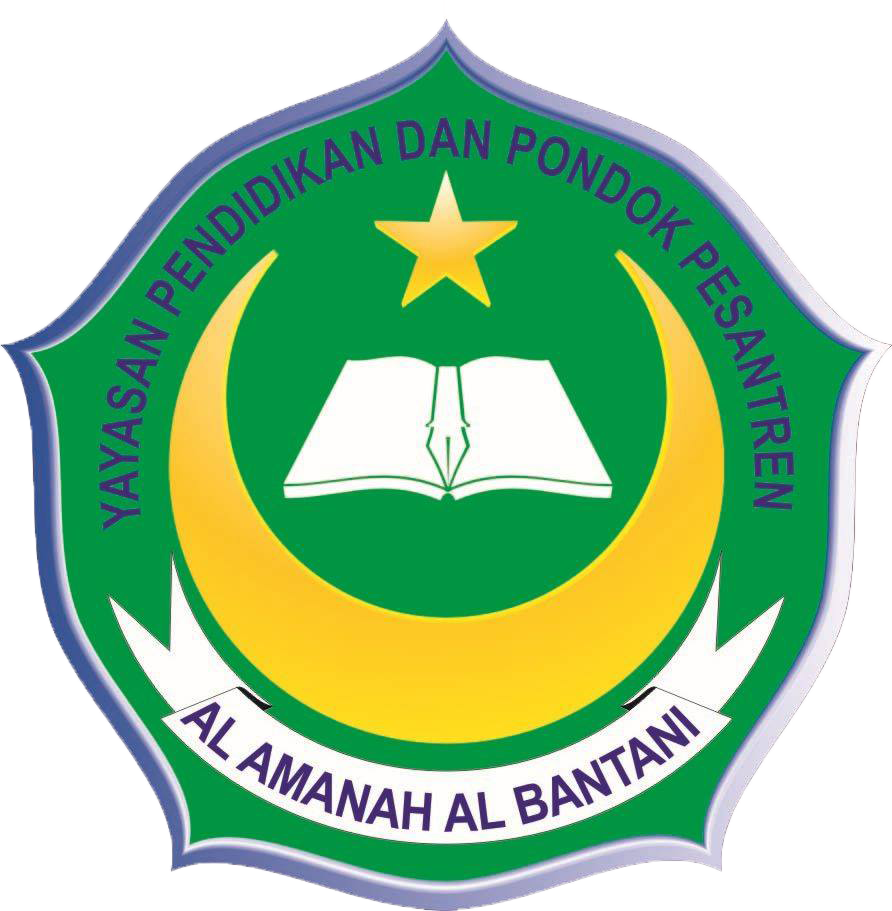 YAYASAN PENDIDIKAN DAN PONDOK PESANTREN
AL AMANAH AL BANTANI